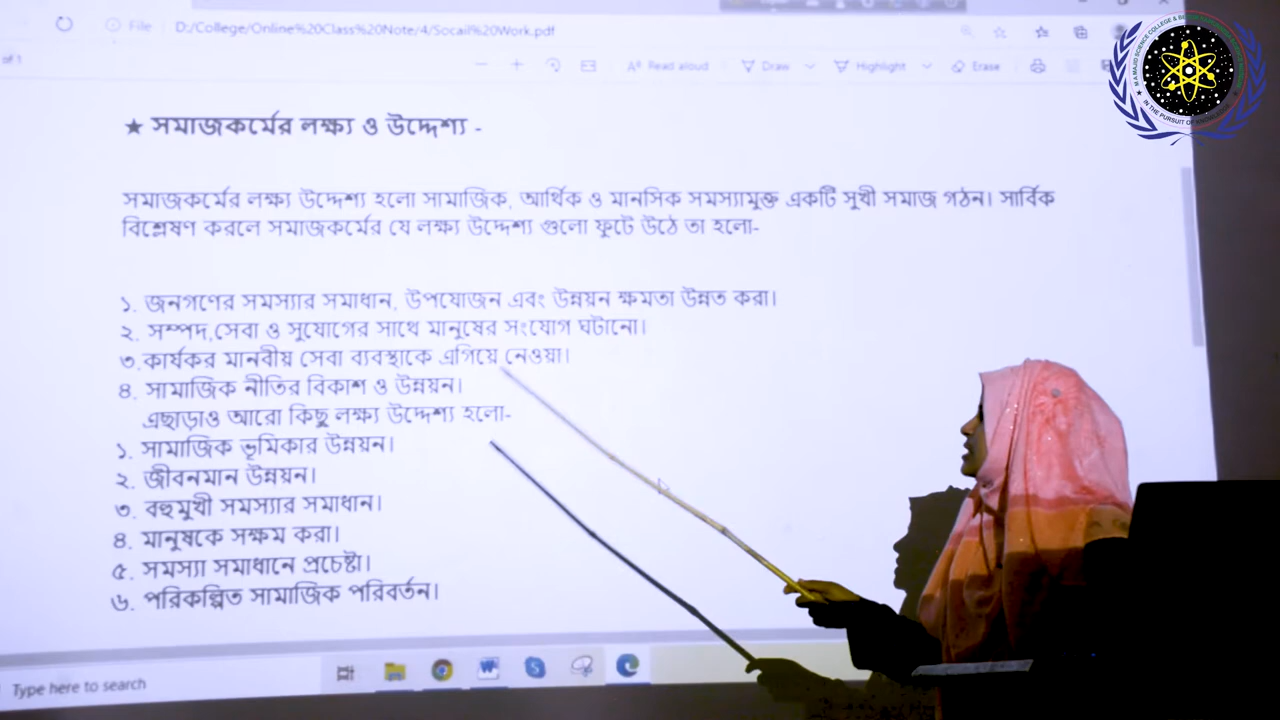 File D:/College/Online%20Class%20Note/4/Socail%20Work.pdf
of 1 Read aloud Draw Highlight Erase
★ সমাজকর্মের লক্ষ্য ও উদ্দেশ্য -
সমাজকর্মের লক্ষ্য উদ্দেশ্য হলো সামাজিক, আর্থিক ও মানসিক সমস্যামুক্ত একটি সুখী সমাজ গঠন। সার্বিক
বিশ্লেষণ করলে সমাজকর্মের যে লক্ষ্য উদ্দেশ্য গুলো ফুটে উঠে তা হলো-
১. জনগণের সমস্যার সমাধান, উপযোজন এবং উন্নয়ন ক্ষমতা উন্নত করা।
২. সম্পদ,সেবা ও সুযোগের সাথে মানুষের সংযোগ ঘটানো।
৩.কার্যকর মানবীয় সেবা ব্যবস্থাকে এগিয়ে নেওয়া।
৪. সামাজিক নীতির বিকাশ ও উন্নয়ন।
এছাড়াও আরো কিছু লক্ষ্য উদ্দেশ্য হলো-
১. সামাজিক ভূমিকার উন্নয়ন।
২. জীবনমান উন্নয়ন।
৩. বহুমুখী সমস্যার সমাধান।
৪. মানুষকে সক্ষম করা।
৫. সমস্যা সমাধানে প্রচেষ্টা।
৬. পরিকল্পিত সামাজিক পরিবর্তন।
Type here to search
IN THE PURSUIT OF KNOWLEDGE